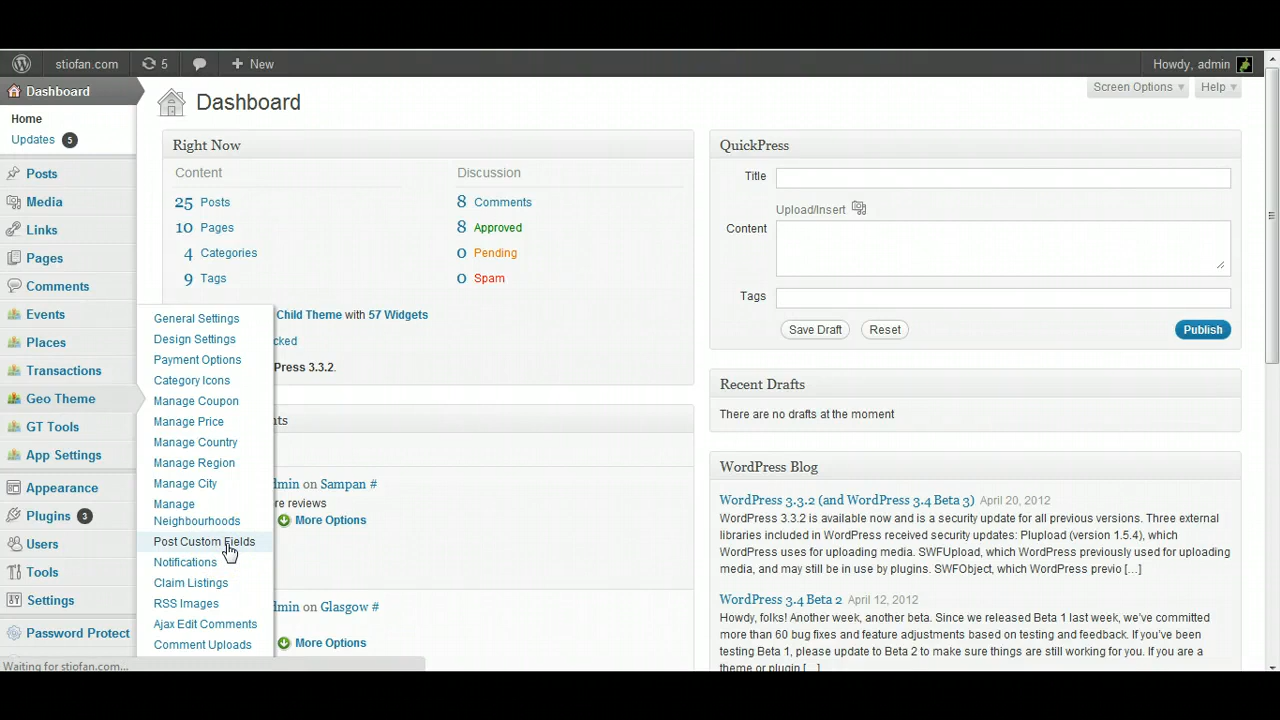 stiofan.com 5 New Howdy, admin
Dashboard
Home
Updates 5
Posts
Media
Links
Pages
Comments
Events
Places
Transactions
Geo Theme
GT Tools
App Settings
Appearance
Plugins 3
Users
Tools
Settings
Password Protect
General Settings
Design Settings
Payment Options
Category Icons
Manage Coupon
Manage Price
Manage Country
Manage Region
Manage City
Manage
Neighbourhoods
Post Custom Fields
Notifications
Claim Listings
RSS Images
Ajax Edit Comments
Comment Uploads
Waiting for stiofan.com...
Screen Options Help
Dashboard
Right Now
Content Discussion
25 Posts 8 Comments
10 Pages 8 Approved
4 Categories 0 Pending
9 Tags 0 Spam
Child Theme with 57 Widgets
cked
Press 3.3.2.
nts
dmin on Sampan #
re reviews
More Options
dmin on Glasgow #
More Options
QuickPress
Title
Upload/Insert
Content
Tags
Save Draft Reset Publish
Recent Drafts
There are no drafts at the moment
WordPress Blog
WordPress 3.3.2 (and WordPress 3.4 Beta 3) April 20, 2012
WordPress 3.3.2 is available now and is a security update for all previous versions. Three external
libraries included in WordPress received security updates: Plupload (version 1.5.4), which
WordPress uses for uploading media. SWFUpload, which WordPress previously used for uploading
media, and may still be in use by plugins. SWFObject, which WordPress previo [...]
WordPress 3.4 Beta 2 April 12, 2012
Howdy, folks! Another week, another beta. Since we released Beta 1 last week, we've committed
more than 60 bug fixes and feature adjustments based on testing and feedback. If you've been
testing Beta 1, please update to Beta 2 to make sure things are still working for you. If you are a
theme or plugin [...]